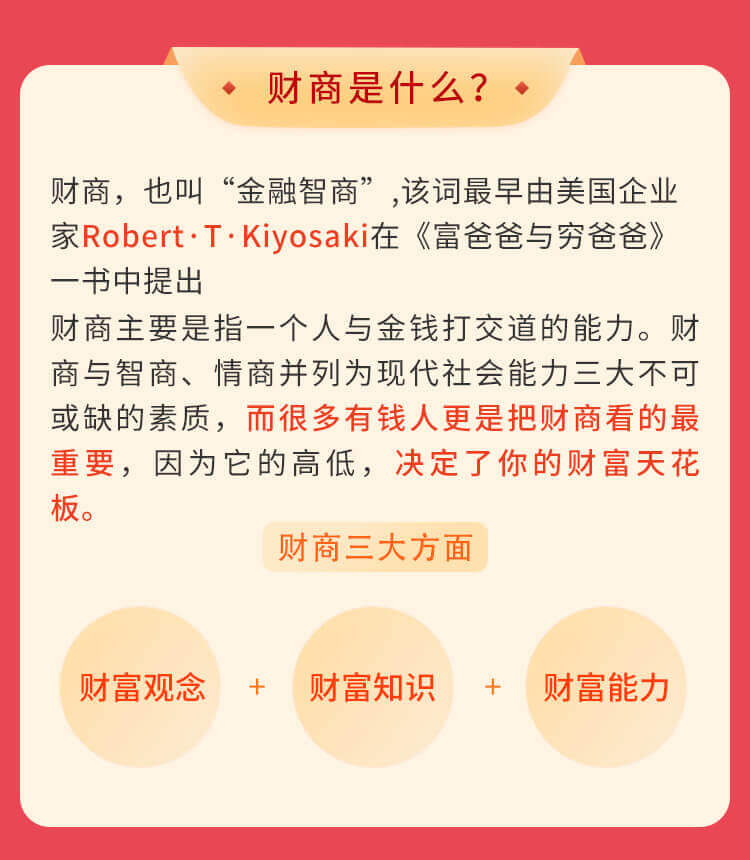 财商是什么?
财商，也叫“金融智商”,该词最早由美国企业
家Robert·T·Kiyosaki在《富爸爸与穷爸爸》
一书中提出
财商主要是指一个人与金钱打交道的能力。财
商与智商、情商并列为现代社会能力三大不可
或缺的素质，而很多有钱人更是把财商看的最
重要，因为它的高低，决定了你的财富天花
板。
财商三大方面
财富观念 + 财富知识 + 财富能力